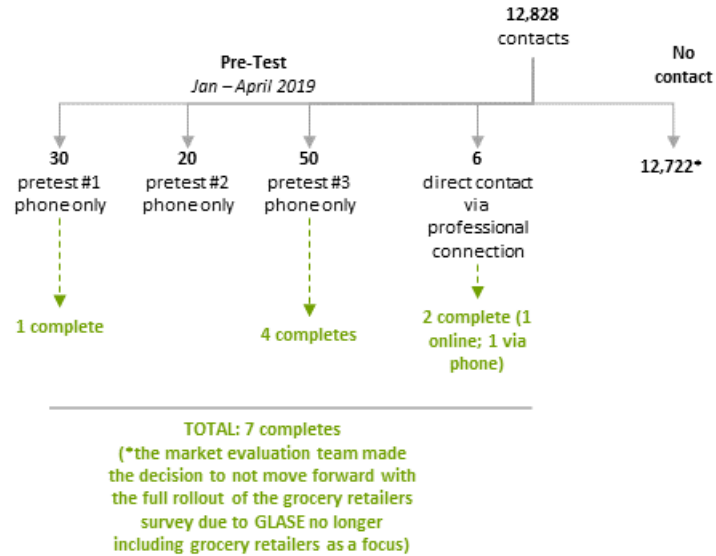 12,828
contacts
Pre-Test
Jan – April 2019
No
contact
30
pretest #1
phone only
20
pretest #2
phone only
50
pretest #3
phone only
6
direct contact
via
professional
connection
12,722*
1 complete
4 completes
2 complete (1
online; 1 via
phone)
TOTAL: 7 completes
(*the market evaluation team made
the decision to not move forward with
the full rollout of the grocery retailers
survey due to GLASE no longer
including grocery retailers as a focus)